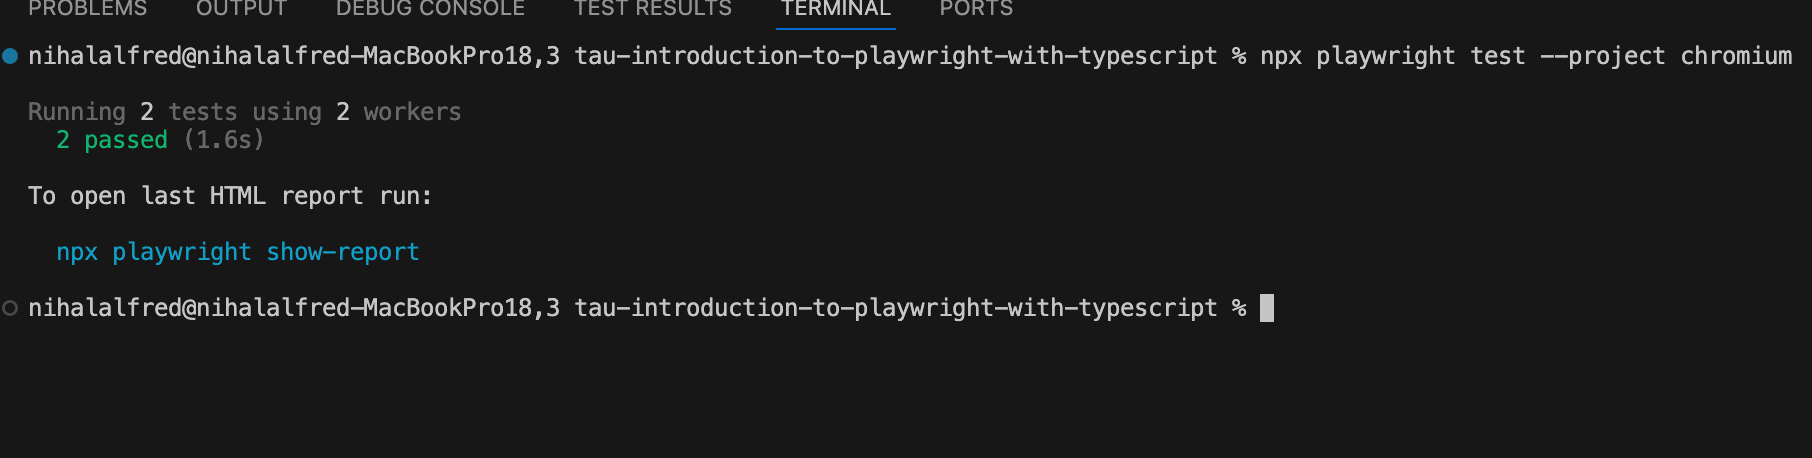 PROBLEMS OUTPUT DEBUG CONSOLE TEST RESULTS TERMINAL PORTS
nihalalfred@nihalalfred-MacBookPro18,3 tau-introduction-to-playwright-with-typescript % npx playwright test --project chromium
Running 2 tests using 2 workers
2 passed (1.6s)
To open last HTML report run:
npx playwright show-report
nihalalfred@nihalalfred-MacBookPro18,3 tau-introduction-to-playwright-with-typescript %